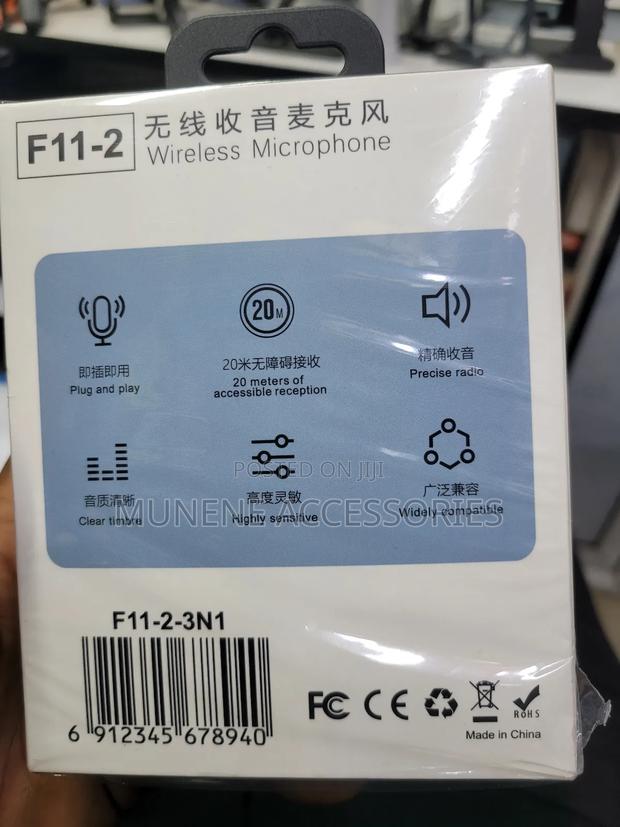 F11-2
无线收音麦克风
Wireless Microphone
20M
即插即用
Plug and play
20米无障碍接收
20 meters of
accessible reception
精确收音
Precise radio
POSTED ON JIJI
MUNENE ACCESSORIES
音质清晰
Clear timbre
高度灵敏
Highly sensitive
广泛兼容
Widely compatible
F11-2-3N1
6 912345 678940
FC CE RoHS
Made in China